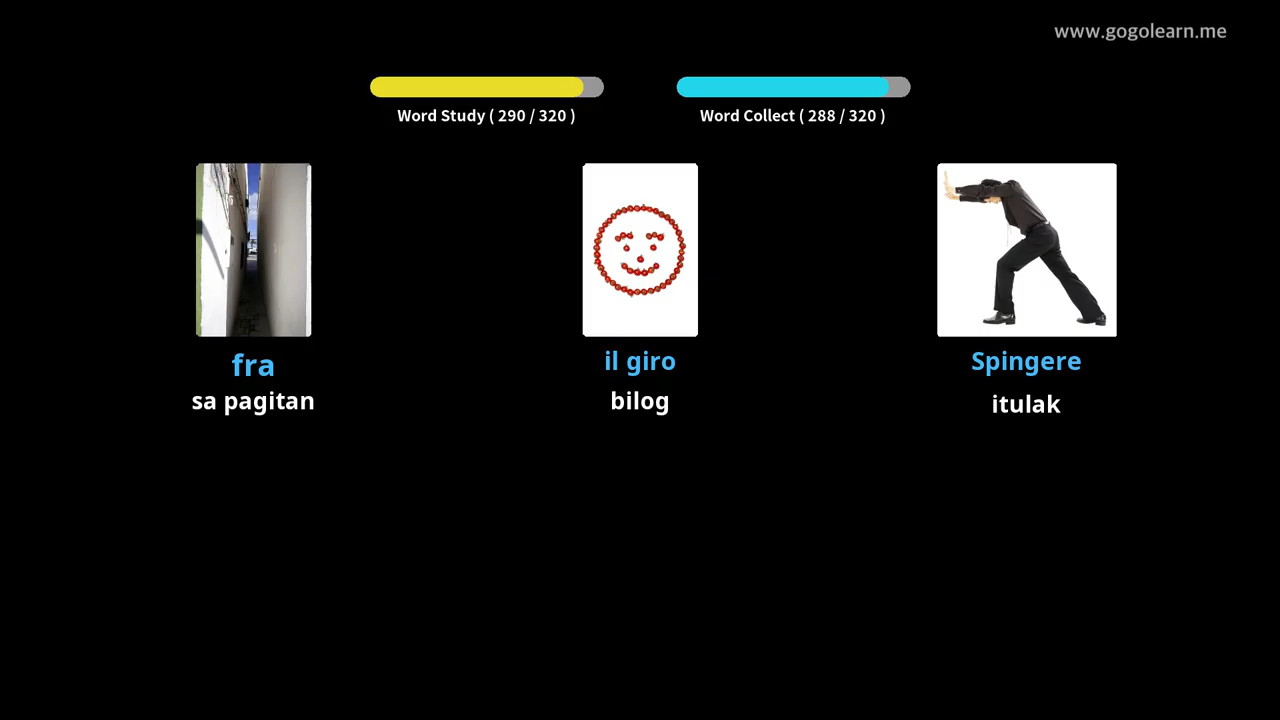 www.gogolearn.me
Word Study ( 290 / 320 )
Word Collect ( 288 / 320 )
fra
sa pagitan
il giro
bilog
Spingere
itulak